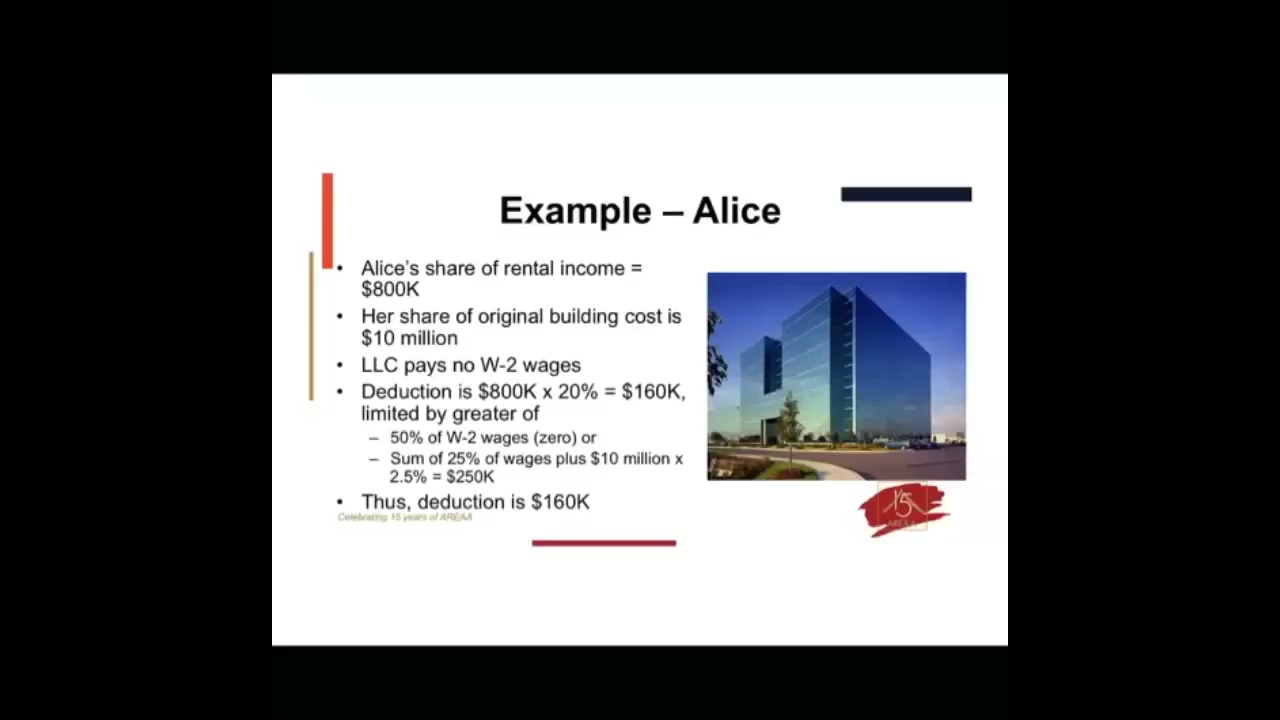 Example – Alice
• Alice's share of rental income =
$800K
• Her share of original building cost is
$10 million
• LLC pays no W-2 wages
• Deduction is $800K x 20% = $160K,
limited by greater of
– 50% of W-2 wages (zero) or
– Sum of 25% of wages plus $10 million x
2.5% = $250K
• Thus, deduction is $160K
Celebrating 15 years of AREAA
15
AREAA